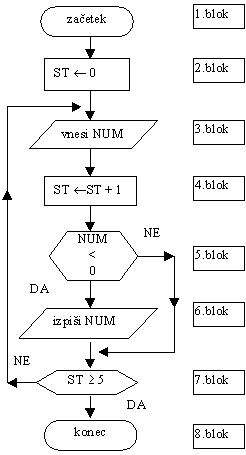 začetek
1.blok
ST ← 0
2.blok
vnesi NUM
3.blok
ST ←ST + 1
4.blok
NUM
<
0
NE
5.blok
DA
izpiši NUM
6.blok
NE
ST ≥ 5
7.blok
DA
konec
8.blok